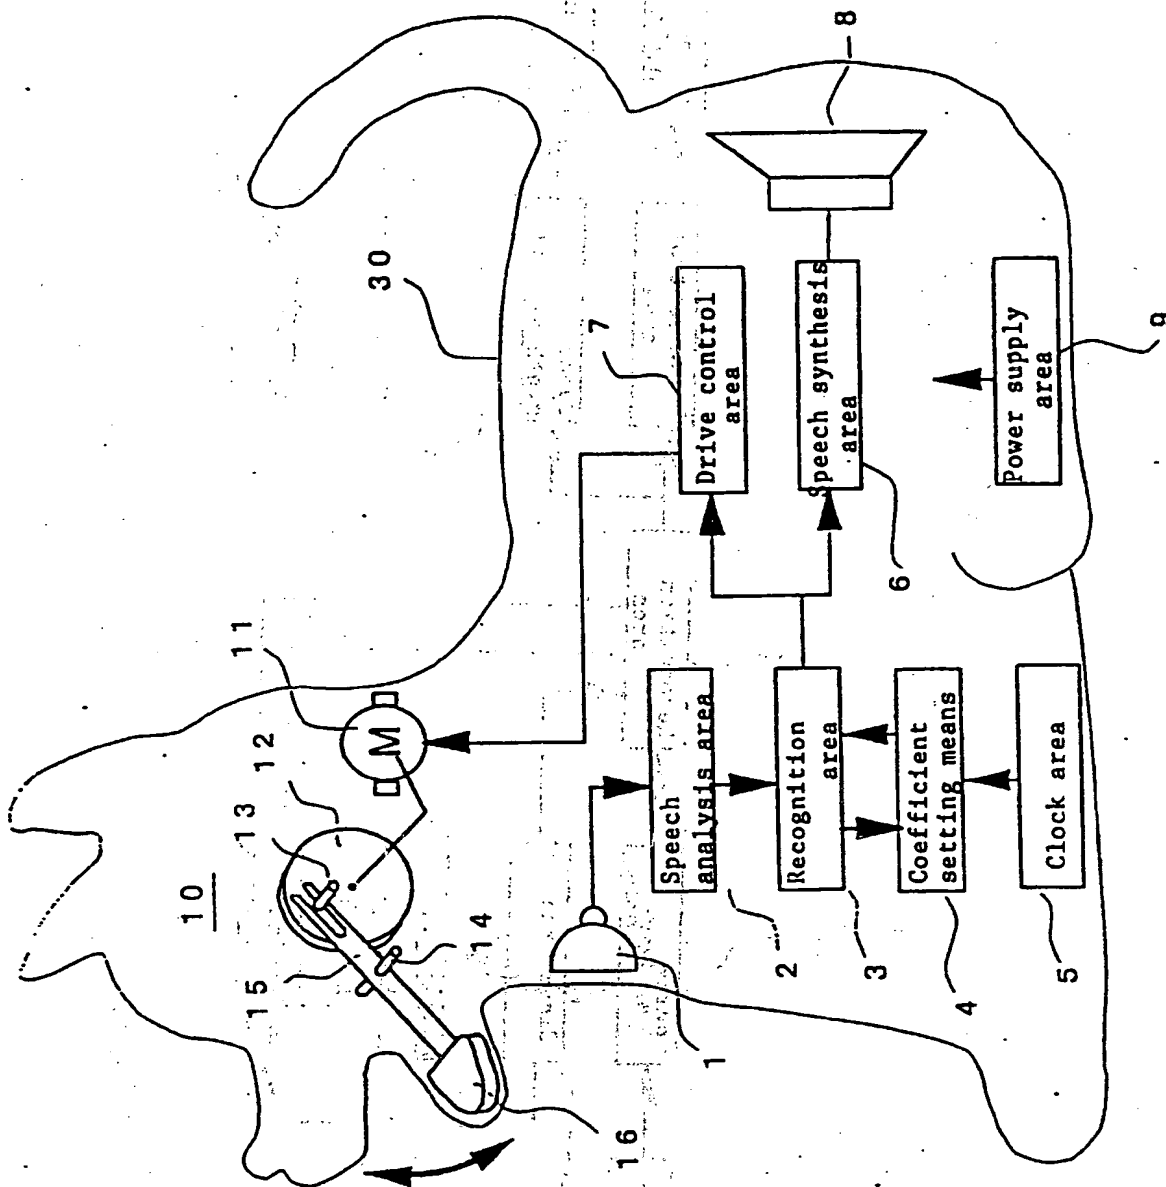 10
11
13
15
12
30
M
14
7
16
Speech
analysis area
Drive control
area
1
2
Recognition
area
Speech synthesis
area
8
3
6
Coefficient
setting means
4
Power supply
area
Clock area
5
9